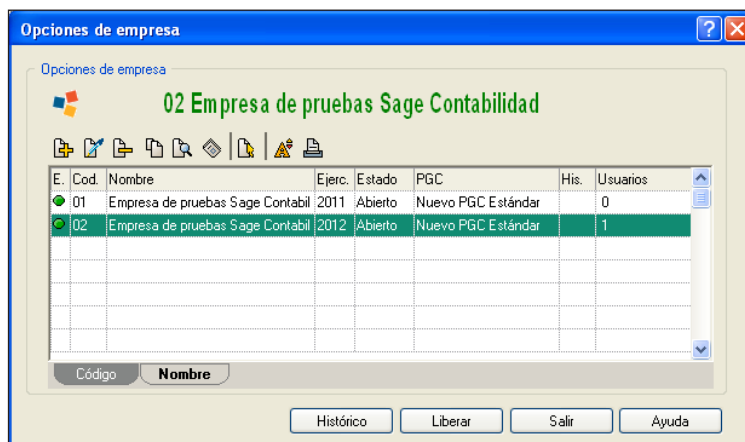 Opciones de empresa
Opciones de empresa
02 Empresa de pruebas Sage Contabilidad
E. Cod. Nombre Ejerc. Estado PGC His. Usuarios
01 Empresa de pruebas Sage Contabil 2011 Abierto Nuevo PGC Estándar 0
02 Empresa de pruebas Sage Contabil 2012 Abierto Nuevo PGC Estándar 1
Código Nombre
Histórico Liberar Salir Ayuda